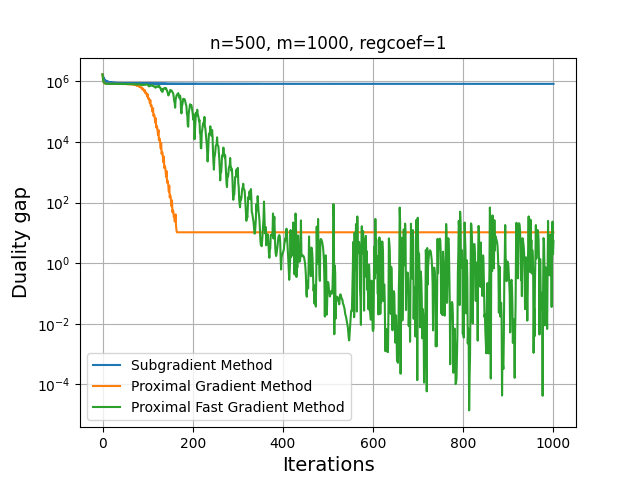 n=500, m=1000, regcoef=1
Duality gap
10^6
10^4
10^2
10^0
10^−2
10^−4
Subgradient Method
Proximal Gradient Method
Proximal Fast Gradient Method
0 200 400 600 800 1000
Iterations